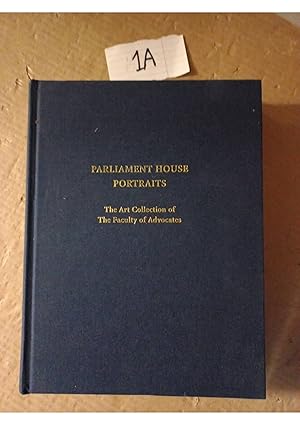 1A
PARLIAMENT HOUSE
PORTRAITS
The Art Collection of
The Faculty of Advocates